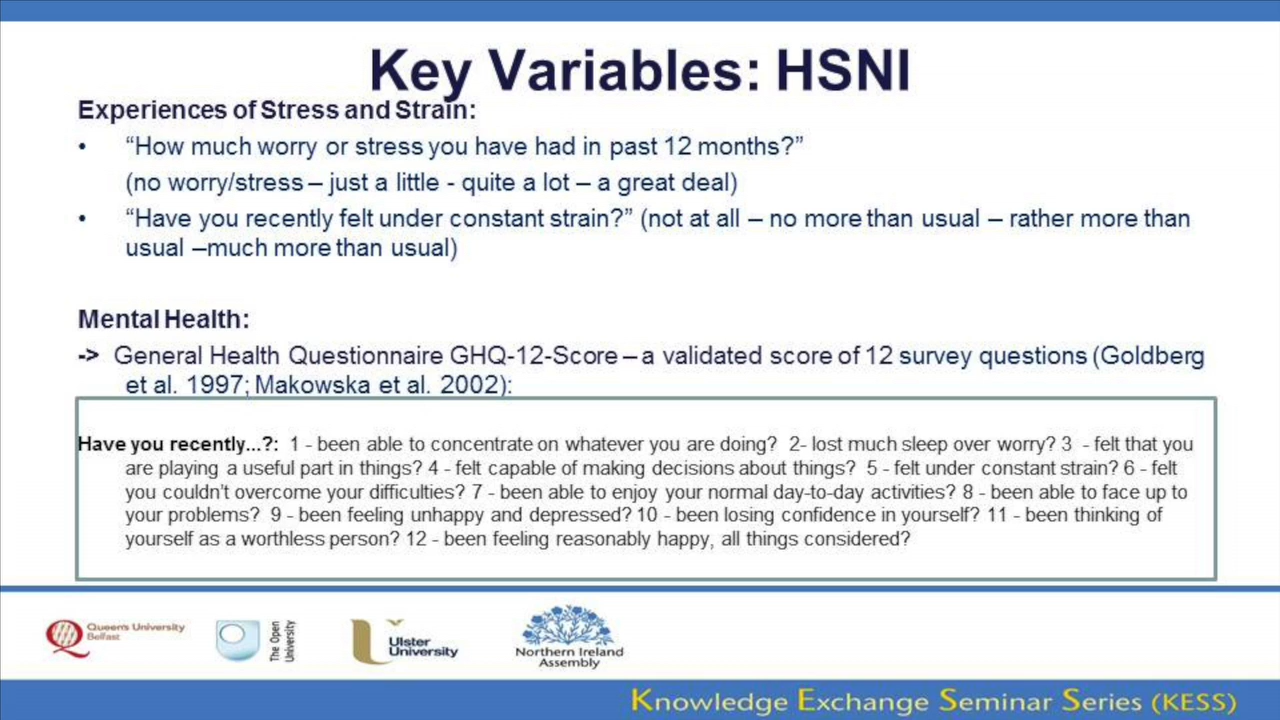 Key Variables: HSNI
Experiences of Stress and Strain:
• “How much worry or stress you have had in past 12 months?”
(no worry/stress – just a little - quite a lot – a great deal)
• “Have you recently felt under constant strain?” (not at all – no more than usual – rather more than
usual –much more than usual)
Mental Health:
-> General Health Questionnaire GHQ-12-Score – a validated score of 12 survey questions (Goldberg
et al. 1997; Makowska et al. 2002):
Have you recently...?: 1 - been able to concentrate on whatever you are doing? 2- lost much sleep over worry? 3 - felt that you
are playing a useful part in things? 4 - felt capable of making decisions about things? 5 - felt under constant strain? 6 - felt
you couldn’t overcome your difficulties? 7 - been able to enjoy your normal day-to-day activities? 8 - been able to face up to
your problems? 9 - been feeling unhappy and depressed? 10 - been losing confidence in yourself? 11 - been thinking of
yourself as a worthless person? 12 - been feeling reasonably happy, all things considered?
Queen's University
Belfast
The Open
University
Ulster
University
Northern Ireland
Assembly
Knowledge Exchange Seminar Series (KESS)